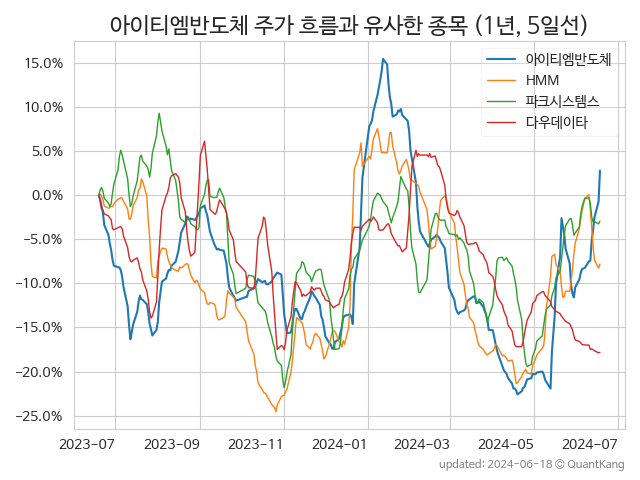 아이티엠반도체 주가 흐름과 유사한 종목 (1년, 5일선)
아이티엠반도체
HMM
파크시스템스
다우데이타
15.0%
10.0%
5.0%
0.0%
−5.0%
−10.0%
−15.0%
−20.0%
−25.0%
2023-07 2023-09 2023-11 2024-01 2024-03 2024-05 2024-07
updated: 2024-06-18 ⓒ QuantKang